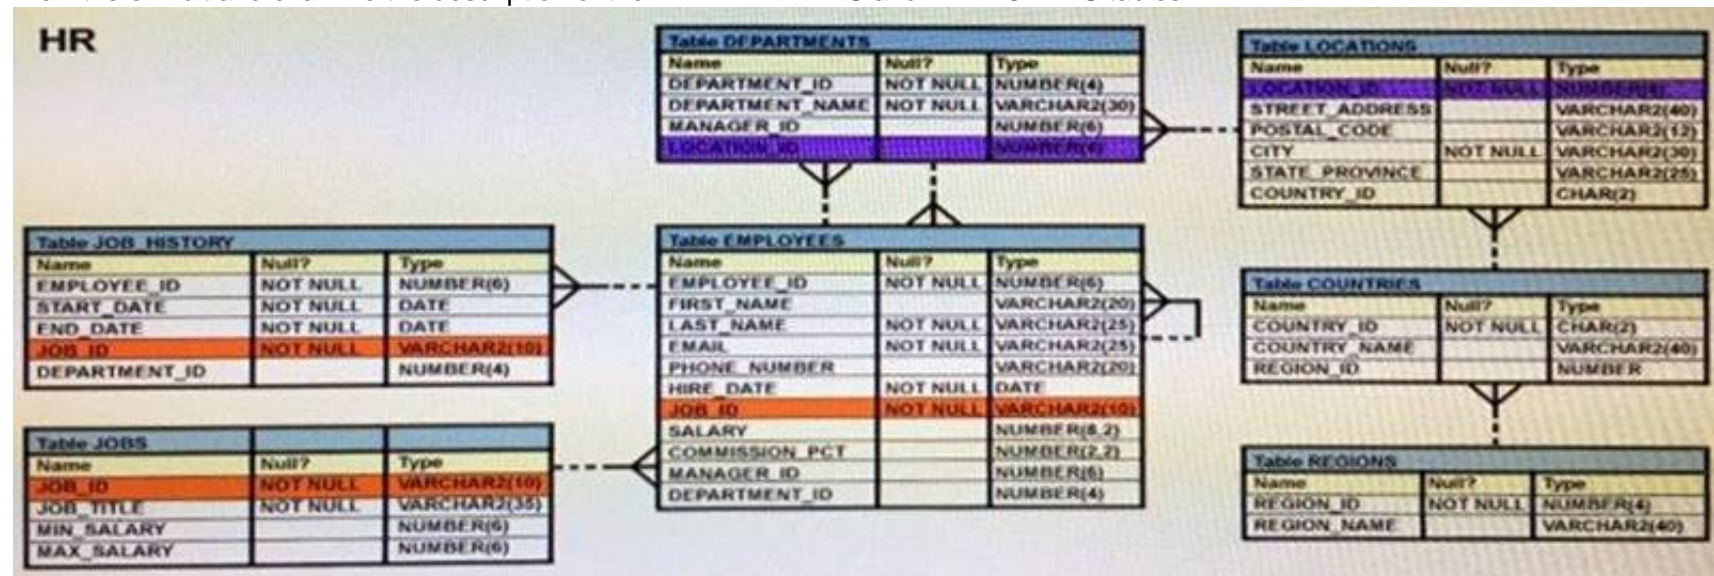 HR
Table DEPARTMENTS
Name Null? Type
DEPARTMENT_ID NOT NULL NUMBER(4)
DEPARTMENT_NAME NOT NULL VARCHAR2(30)
MANAGER_ID NUMBER(6)
LOCATION_ID NUMBER(4)
Table LOCATIONS
Name Null? Type
LOCATION_ID NOT NULL NUMBER(4)
STREET_ADDRESS VARCHAR2(40)
POSTAL_CODE VARCHAR2(12)
CITY NOT NULL VARCHAR2(30)
STATE_PROVINCE VARCHAR2(25)
COUNTRY_ID CHAR(2)
Table JOB_HISTORY
Name Null? Type
EMPLOYEE_ID NOT NULL NUMBER(6)
START_DATE NOT NULL DATE
END_DATE NOT NULL DATE
JOB_ID NOT NULL VARCHAR2(10)
DEPARTMENT_ID NUMBER(4)
Table EMPLOYEES
Name Null? Type
EMPLOYEE_ID NOT NULL NUMBER(6)
FIRST_NAME VARCHAR2(20)
LAST_NAME NOT NULL VARCHAR2(25)
EMAIL NOT NULL VARCHAR2(25)
PHONE_NUMBER VARCHAR2(20)
HIRE_DATE NOT NULL DATE
JOB_ID NOT NULL VARCHAR2(10)
SALARY NUMBER(8,2)
COMMISSION_PCT NUMBER(2,2)
MANAGER_ID NUMBER(6)
DEPARTMENT_ID NUMBER(4)
Table COUNTRIES
Name Null? Type
COUNTRY_ID NOT NULL CHAR(2)
COUNTRY_NAME VARCHAR2(40)
REGION_ID NUMBER
Table JOBS
Name Null? Type
JOB_ID NOT NULL VARCHAR2(10)
JOB_TITLE NOT NULL VARCHAR2(35)
MIN_SALARY NUMBER(6)
MAX_SALARY NUMBER(6)
Table REGIONS
Name Null? Type
REGION_ID NOT NULL NUMBER(4)
REGION_NAME VARCHAR2(40)